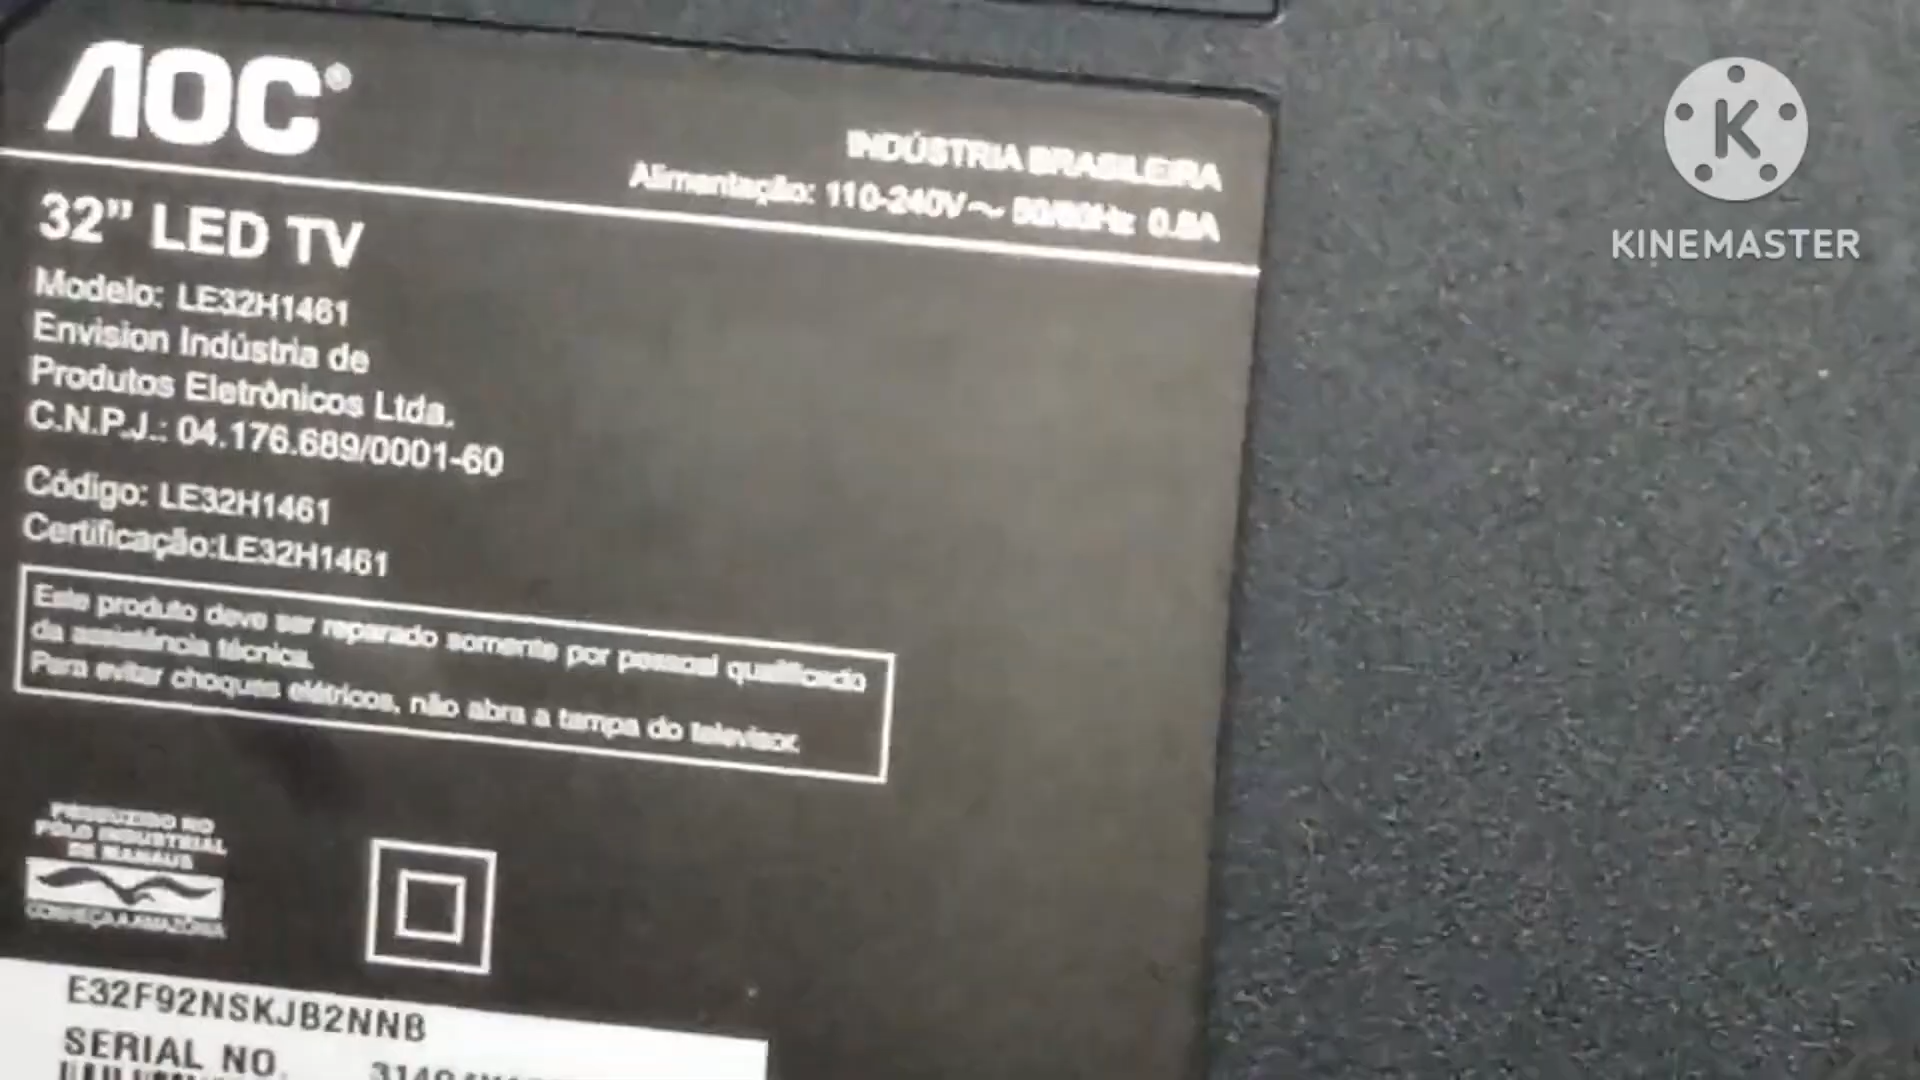 AOC®
INDÚSTRIA BRASILEIRA
Alimentação: 110-240V~ 50/60Hz 0.8A
32” LED TV
Modelo: LE32H1461
Envision Indústria de
Produtos Eletrônicos Ltda.
C.N.P.J.: 04.176.689/0001-60
Código: LE32H1461
Certificação:LE32H1461
Este produto deve ser reparado somente por pessoal qualificado
da assistência técnica.
Para evitar choques elétricos, não abra a tampa do televisor.
PRODUZIDO NO
PÓLO INDUSTRIAL
DE MANAUS
CONHEÇA A AMAZÔNIA
E32F92NSKJB2NNB
SERIAL NO.
K
KINEMASTER